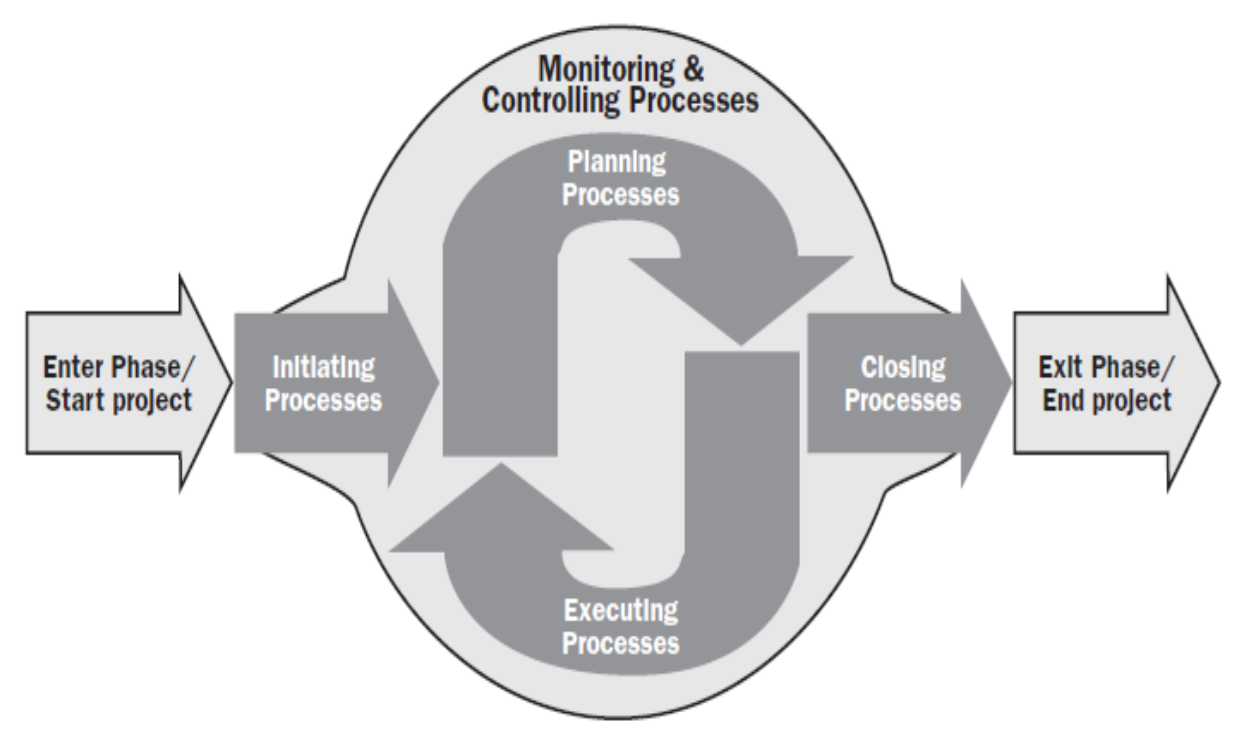 Monitoring &
Controlling Processes
Planning
Processes
Enter Phase/
Start project
Initiating
Processes
Closing
Processes
Exit Phase/
End project
Executing
Processes